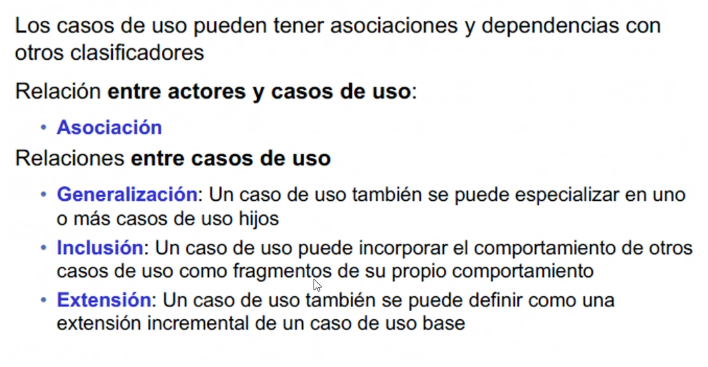 Los casos de uso pueden tener asociaciones y dependencias con
otros clasificadores
Relación entre actores y casos de uso:
• Asociación
Relaciones entre casos de uso
• Generalización: Un caso de uso también se puede especializar en uno
o más casos de uso hijos
• Inclusión: Un caso de uso puede incorporar el comportamiento de otros
casos de uso como fragmentos de su propio comportamiento
• Extensión: Un caso de uso también se puede definir como una
extensión incremental de un caso de uso base